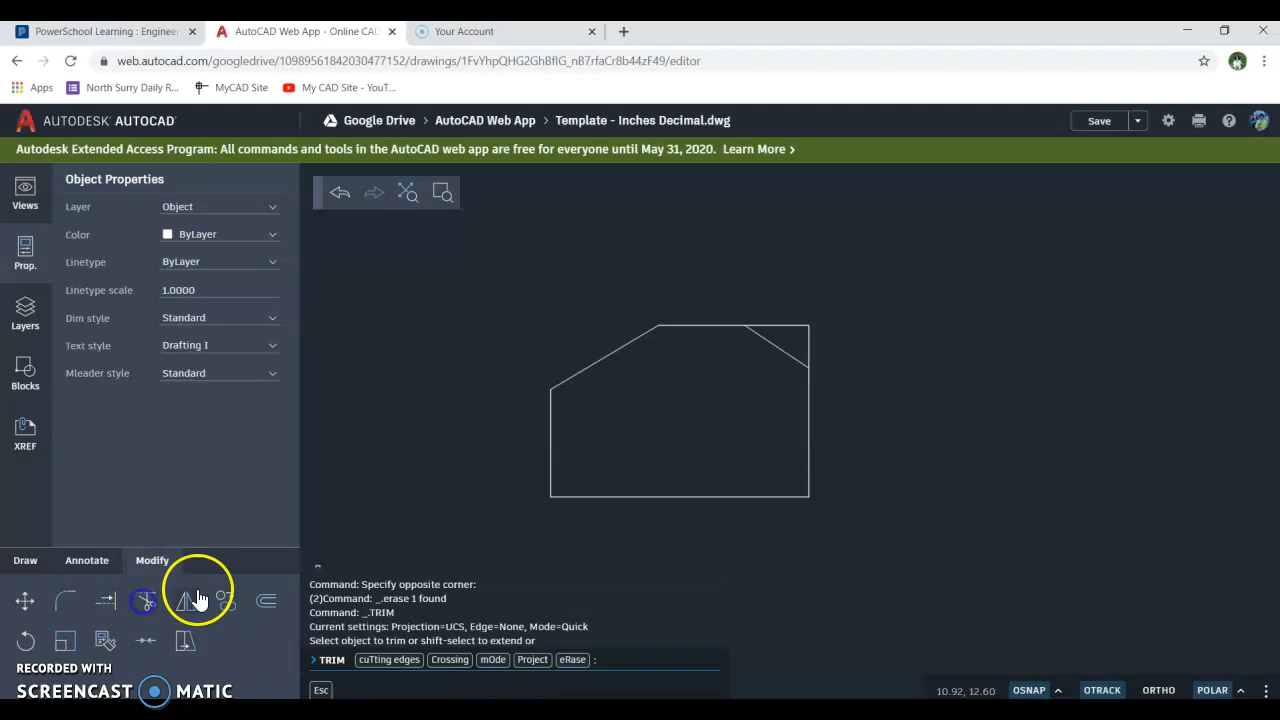 PowerSchool Learning : Engineer
AutoCAD Web App - Online CAD
Your Account
web.autocad.com/googledrive/10989561842030477152/drawings/1FvYhpQHG2GhBfIG_nB7rfaCr8b44zF49/editor
Apps
North Surry Daily R...
MyCAD Site
My CAD Site - YouT...
AUTODESK AUTOCAD
Google Drive > AutoCAD Web App > Template - Inches Decimal.dwg
Save
Autodesk Extended Access Program: All commands and tools in the AutoCAD web app are free for everyone until May 31, 2020. Learn More >
Views
Prop.
Layers
Blocks
XREF
Object Properties
Layer Object
Color ByLayer
Linetype ByLayer
Linetype scale 1.0000
Dim style Standard
Text style Drafting I
Mleader style Standard
Draw Annotate Modify
Command: Specify opposite corner:
(2)Command: _.erase 1 found
Command: _.TRIM
Current settings: Projection=UCS, Edge=None, Mode=Quick
Select object to trim or shift-select to extend or
> TRIM cuTting edges Crossing mOde Project eRase :
Esc
RECORDED WITH
SCREENCAST MATIC
10.92, 12.60 OSNAP OTRACK ORTHO POLAR